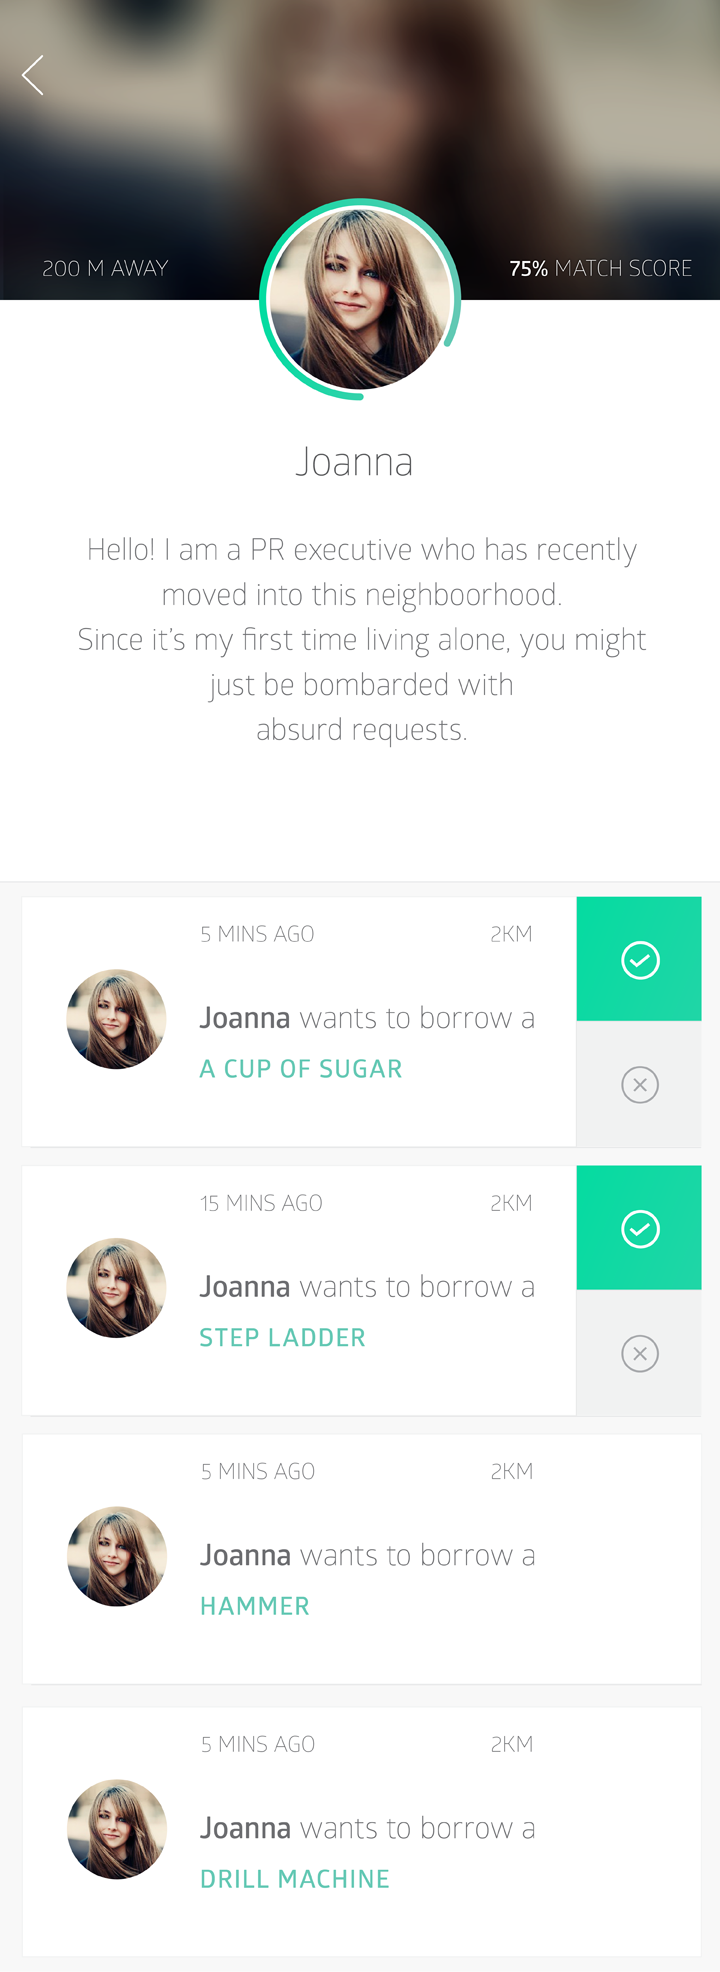 200 M AWAY
75% MATCH SCORE
Joanna
Hello! I am a PR executive who has recently
moved into this neighboorhood.
Since it's my first time living alone, you might
just be bombarded with
absurd requests.
5 MINS AGO 2KM
Joanna wants to borrow a
A CUP OF SUGAR
15 MINS AGO 2KM
Joanna wants to borrow a
STEP LADDER
5 MINS AGO 2KM
Joanna wants to borrow a
HAMMER
5 MINS AGO 2KM
Joanna wants to borrow a
DRILL MACHINE